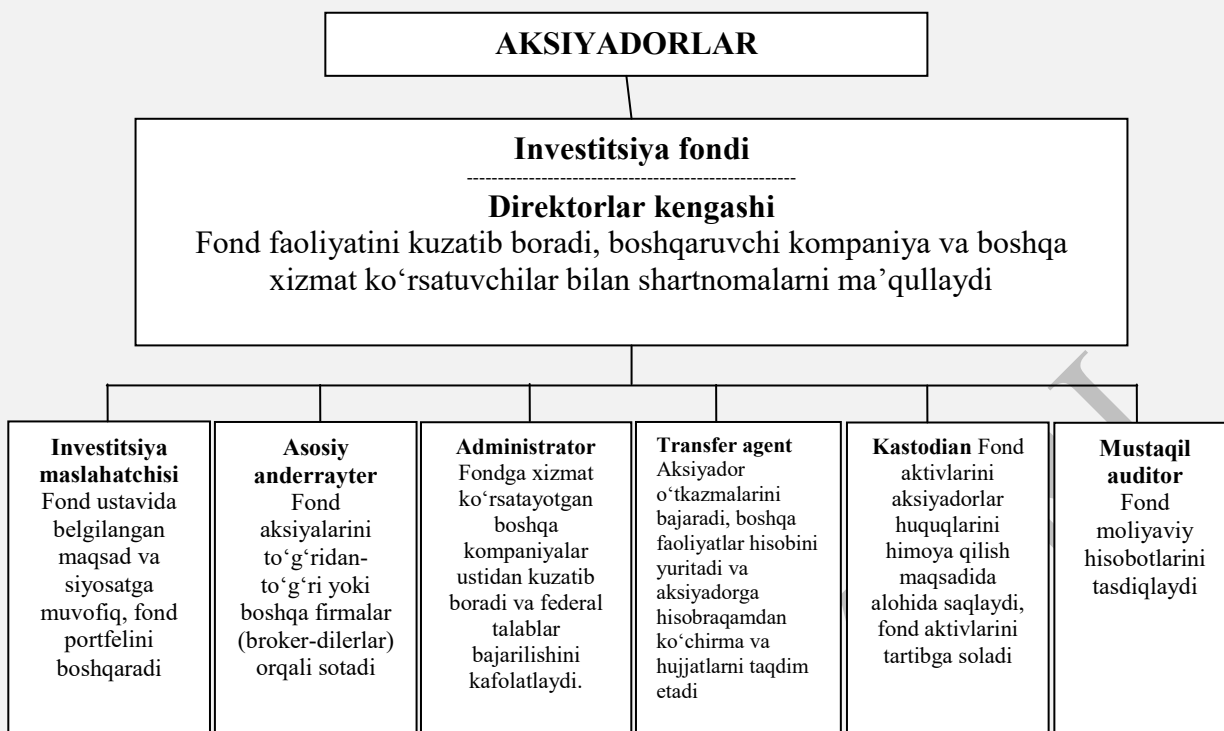 AKSIYADORLAR
Investitsiya fondi
-----------------------------------------------------
Direktorlar kengashi
Fond faoliyatini kuzatib boradi, boshqaruvchi kompaniya va boshqa
xizmat ko‘rsatuvchilar bilan shartnomalarni ma’qullaydi
Investitsiya
maslahatchisi
Fond ustavida
belgilangan
maqsad va
siyosatga
muvofiq, fond
portfelini
boshqaradi
Asosiy
anderrayter
Fond
aksiyalarini
to‘g‘ridan-
to‘g‘ri yoki
boshqa firmalar
(broker-dilerlar)
orqali sotadi
Administrator
Fondga xizmat
ko‘rsatayotgan
boshqa
kompaniyalar
ustidan kuzatib
boradi va federal
talablar
bajarilishini
kafolatlaydi.
Transfer agent
Aksiyador
o‘tkazmalarini
bajaradi, boshqa
faoliyatlar hisobini
yuritadi va
aksiyadorga
hisobraqamdan
ko‘chirma va
hujjatlarni taqdim
etadi
Kastodian Fond
aktivlarini
aksiyadorlar
huquqlarini
himoya qilish
maqsadida
alohida saqlaydi,
fond aktivlarini
tartibga soladi
Mustaqil
auditor
Fond
moliyaviy
hisobotlarini
tasdiqlaydi